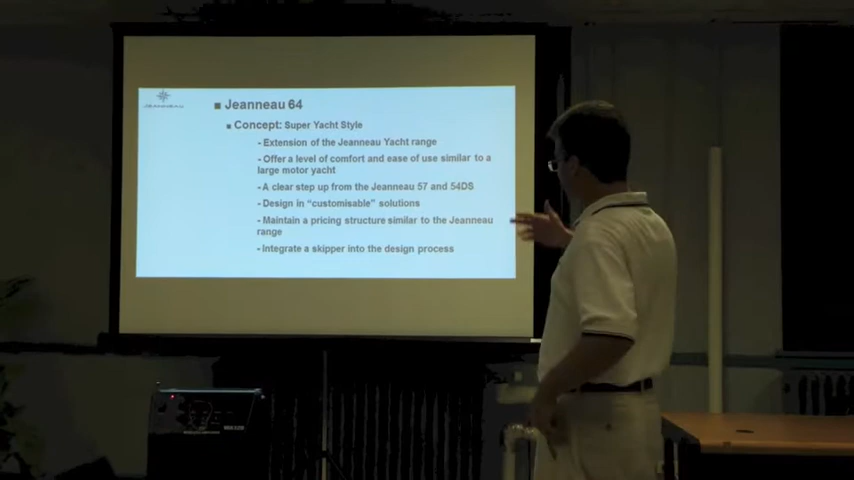 JEANNEAU
■ Jeanneau 64
■ Concept: Super Yacht Style
- Extension of the Jeanneau Yacht range
- Offer a level of comfort and ease of use similar to a
large motor yacht
- A clear step up from the Jeanneau 57 and 54DS
- Design in "customisable" solutions
- Maintain a pricing structure similar to the Jeanneau
range
- Integrate a skipper into the design process